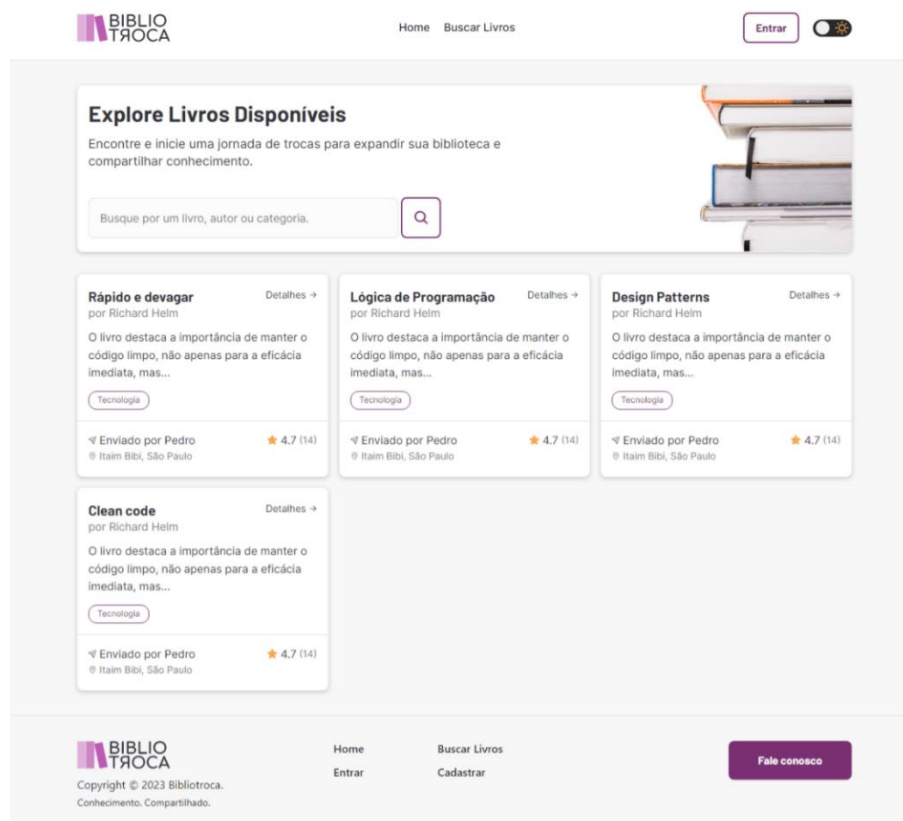 BIBLIO
TROCA
Home Buscar Livros
Entrar
Explore Livros Disponíveis
Encontre e inicie uma jornada de trocas para expandir sua biblioteca e
compartilhar conhecimento.
Busque por um livro, autor ou categoria.
Rápido e devagar Detalhes →
por Richard Helm
O livro destaca a importância de manter o
código limpo, não apenas para a eficácia
imediata, mas...
Tecnologia
Enviado por Pedro 4.7 (14)
Itaim Bibi, São Paulo
Lógica de Programação Detalhes →
por Richard Helm
O livro destaca a importância de manter o
código limpo, não apenas para a eficácia
imediata, mas...
Tecnologia
Enviado por Pedro 4.7 (14)
Itaim Bibi, São Paulo
Design Patterns Detalhes →
por Richard Helm
O livro destaca a importância de manter o
código limpo, não apenas para a eficácia
imediata, mas...
Tecnologia
Enviado por Pedro 4.7 (14)
Itaim Bibi, São Paulo
Clean code Detalhes →
por Richard Helm
O livro destaca a importância de manter o
código limpo, não apenas para a eficácia
imediata, mas...
Tecnologia
Enviado por Pedro 4.7 (14)
Itaim Bibi, São Paulo
BIBLIO
TROCA
Copyright © 2023 Bibliotroca.
Conhecimento. Compartilhado.
Home Buscar Livros
Entrar Cadastrar
Fale conosco